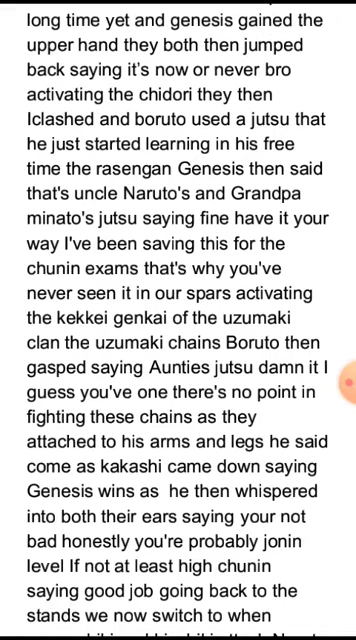 long time yet and genesis gained the
upper hand they both then jumped
back saying it's now or never bro
activating the chidori they then
Iclashed and boruto used a jutsu that
he just started learning in his free
time the rasengan Genesis then said
that's uncle Naruto's and Grandpa
minato's jutsu saying fine have it your
way I've been saving this for the
chunin exams that's why you've
never seen it in our spars activating
the kekkei genkai of the uzumaki
clan the uzumaki chains Boruto then
gasped saying Aunties jutsu damn it I
guess you've one there's no point in
fighting these chains as they
attached to his arms and legs he said
come as kakashi came down saying
Genesis wins as  he then whispered
into both their ears saying your not
bad honestly you're probably jonin
level If not at least high chunin
saying good job going back to the
stands we now switch to when